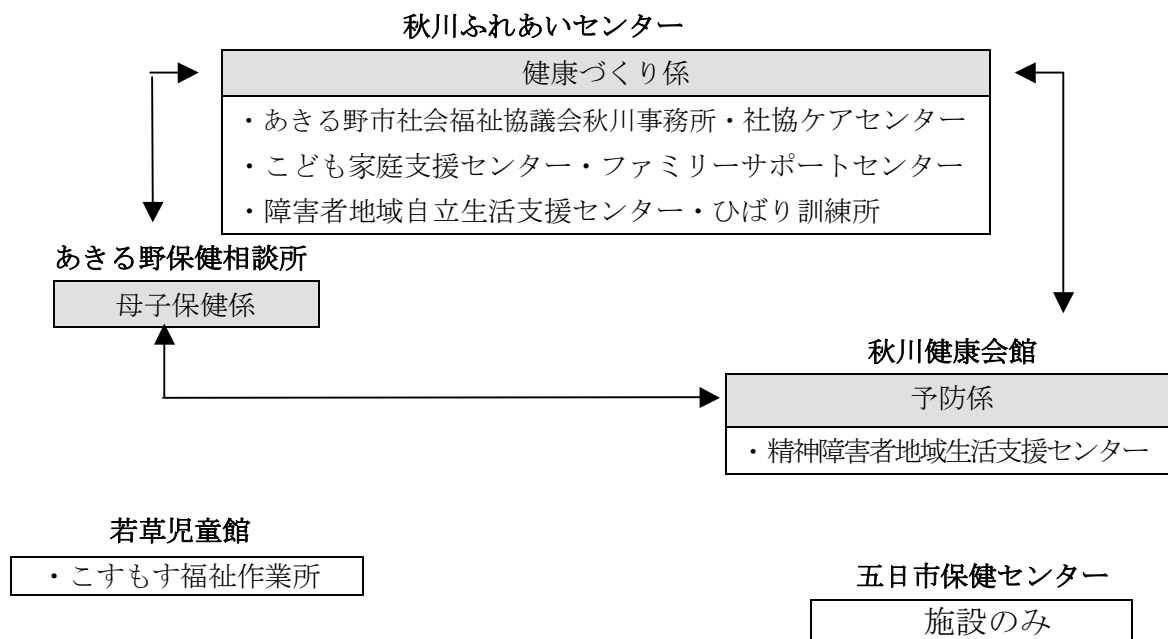 秋川ふれあいセンター
健康づくり係
・あきる野市社会福祉協議会秋川事務所・社協ケアセンター
・こども家庭支援センター・ファミリーサポートセンター
・障害者地域自立生活支援センター・ひばり訓練所
あきる野保健相談所
母子保健係
秋川健康会館
予防係
・精神障害者地域生活支援センター
若草児童館
・こすもす福祉作業所
五日市保健センター
施設のみ